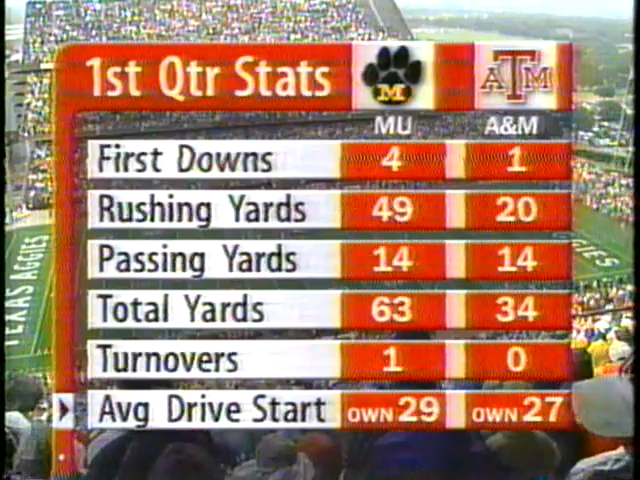 1st Qtr Stats M ATM
MU A&M
First Downs 4 1
Rushing Yards 49 20
Passing Yards 14 14
Total Yards 63 34
Turnovers 1 0
Avg Drive Start OWN 29 OWN 27
TEXAS AGGIES
GIES